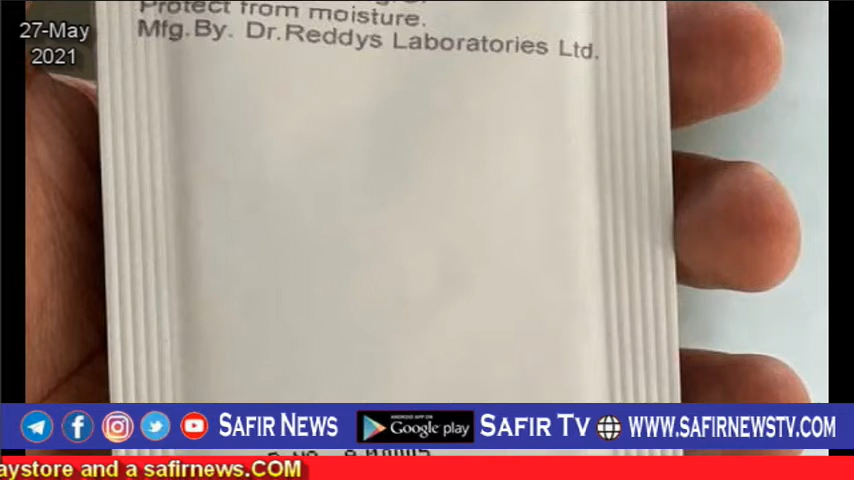 27-May
2021
Protect from moisture.
Mfg.By. Dr.Reddys Laboratories Ltd.
SAFIR NEWS
ANDROID APP ON
Google play
SAFIR TV
WWW.SAFIRNEWSTV.COM
aystore and a safirnews.COM